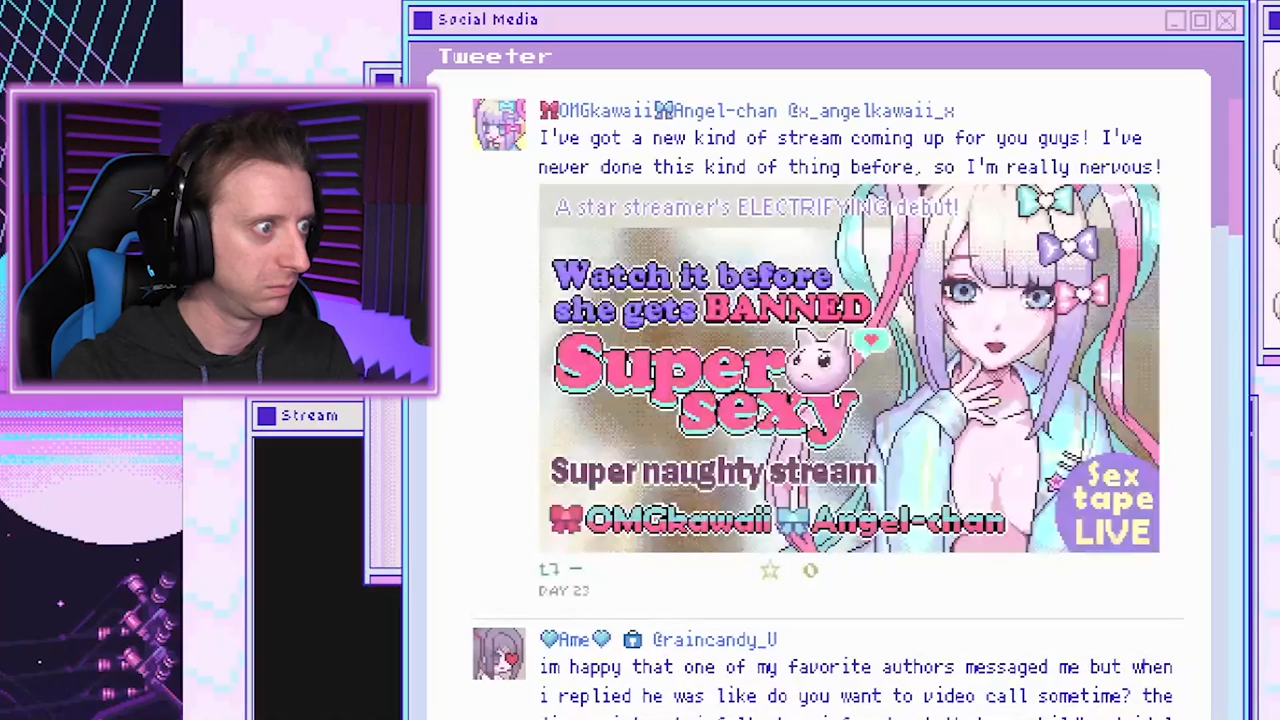 Social Media
Tweeter
OMGkawaii Angel-chan @x_angelkawaii_x
I've got a new kind of stream coming up for you guys! I've
never done this kind of thing before, so I'm really nervous!
A star streamer's ELECTRIFYING debut!
Watch it before
she gets BANNED
Super
sexy
Super naughty stream
OMGkawaii Angel-chan
Sex
tape
LIVE
0
DAY 23
Stream
Ame @raincandy_U
im happy that one of my favorite authors messaged me but when
i replied he was like do you want to video call sometime? the